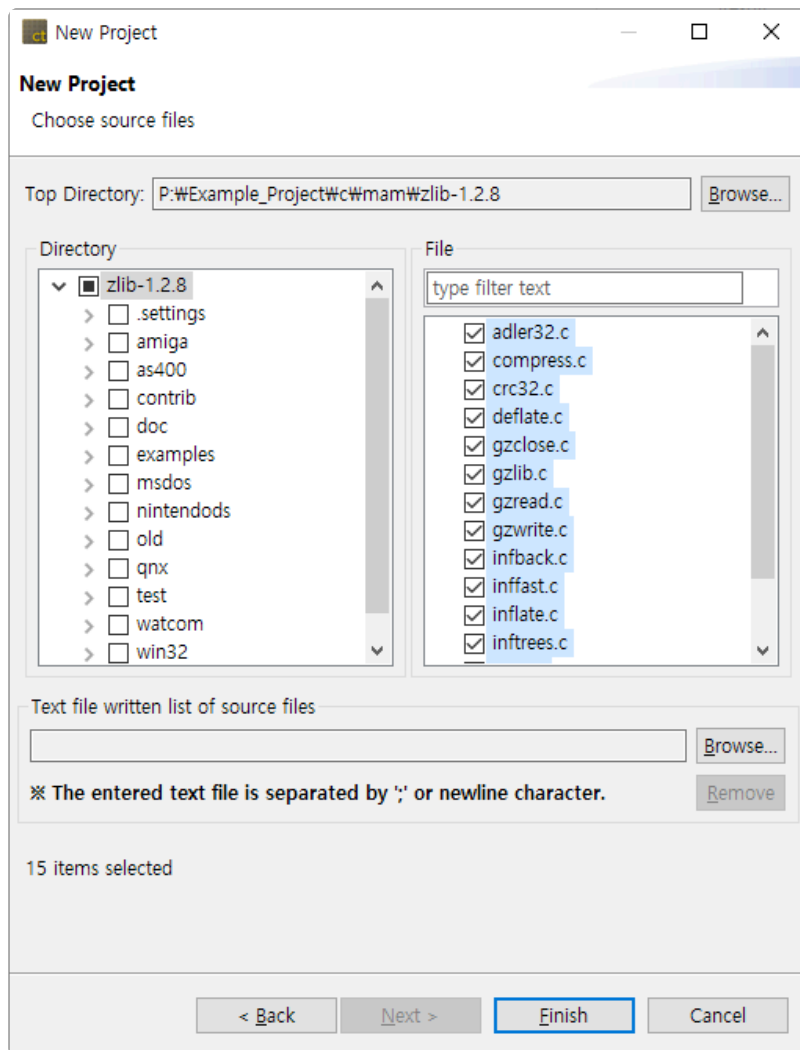 ct New Project
New Project
Choose source files
Top Directory: P:₩Example_Project₩c₩mam₩zlib-1.2.8 Browse...
Directory
zlib-1.2.8
.settings
amiga
as400
contrib
doc
examples
msdos
nintendods
old
qnx
test
watcom
win32
File
type filter text
adler32.c
compress.c
crc32.c
deflate.c
gzclose.c
gzlib.c
gzread.c
gzwrite.c
infback.c
inffast.c
inflate.c
inftrees.c
Text file written list of source files
Browse...
※ The entered text file is separated by ';' or newline character. Remove
15 items selected
< Back Next > Finish Cancel